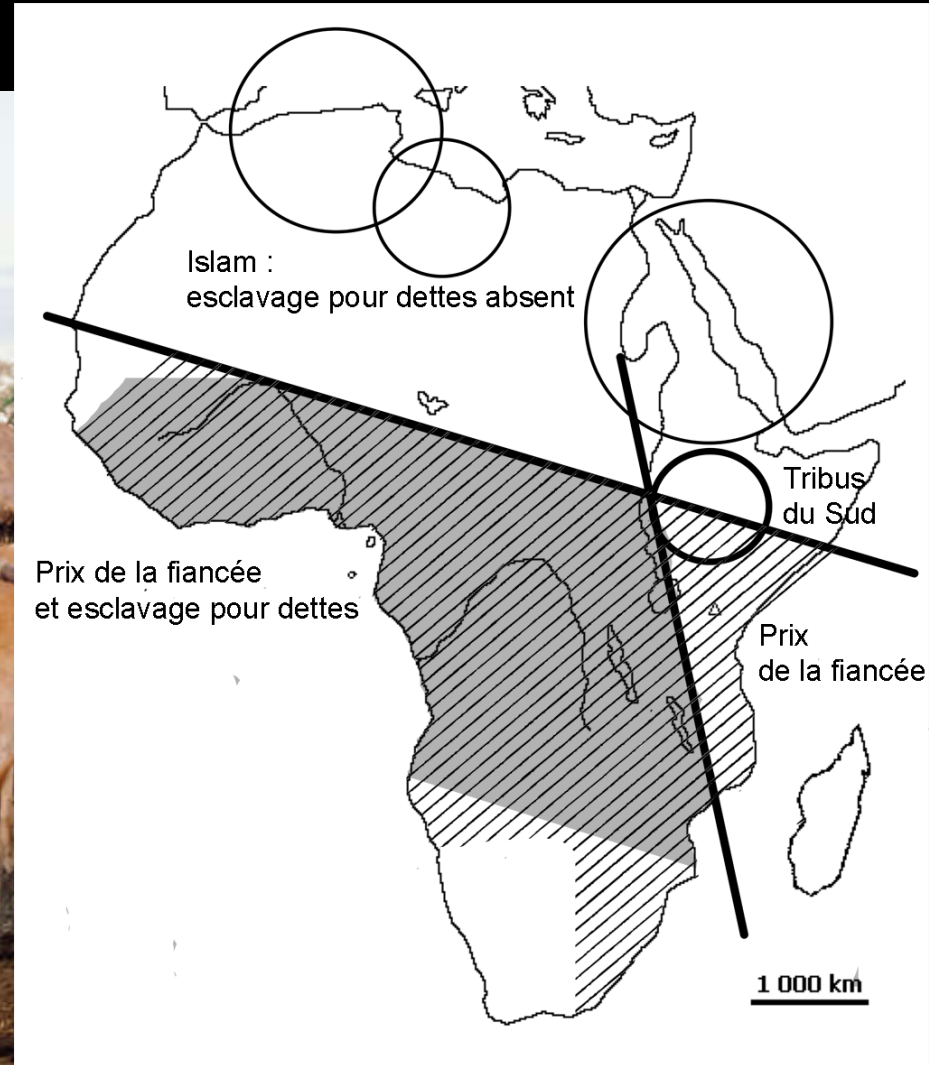 Islam :
esclavage pour dettes absent
Tribus
du Sud
Prix de la fiancée
et esclavage pour dettes
Prix
de la fiancée
1 000 km